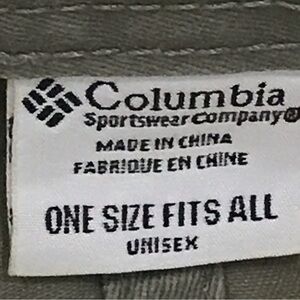 Columbia
Sportswear Company®
MADE IN CHINA
FABRIQUE EN CHINE
ONE SIZE FITS ALL
UNISEX